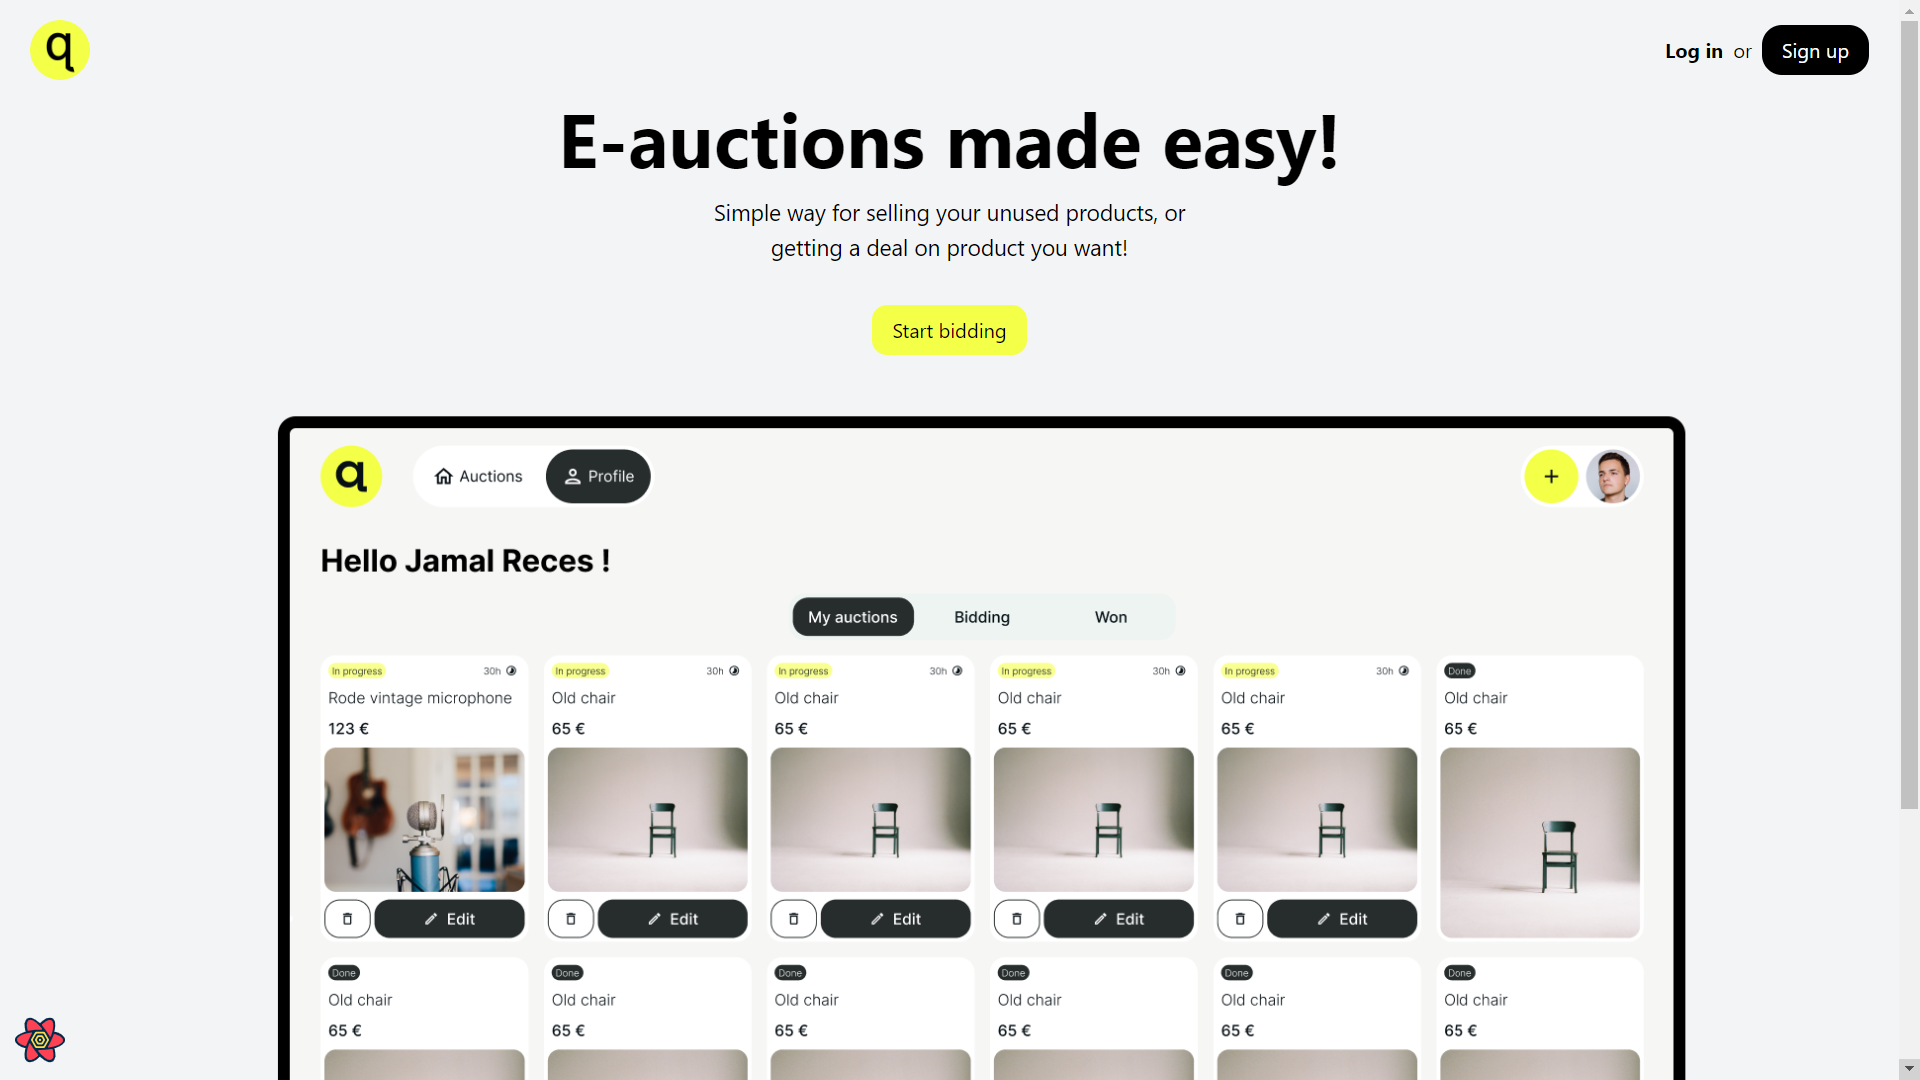 q
Log in or Sign up
E-auctions made easy!
Simple way for selling your unused products, or
getting a deal on product you want!
Start bidding
q Auctions Profile +
Hello Jamal Reces !
My auctions Bidding Won
In progress 30h In progress 30h In progress 30h In progress 30h In progress 30h Done
Rode vintage microphone Old chair Old chair Old chair Old chair Old chair
123 € 65 € 65 € 65 € 65 € 65 €
Edit Edit Edit Edit Edit
Done Done Done Done Done Done
Old chair Old chair Old chair Old chair Old chair Old chair
65 € 65 € 65 € 65 € 65 € 65 €